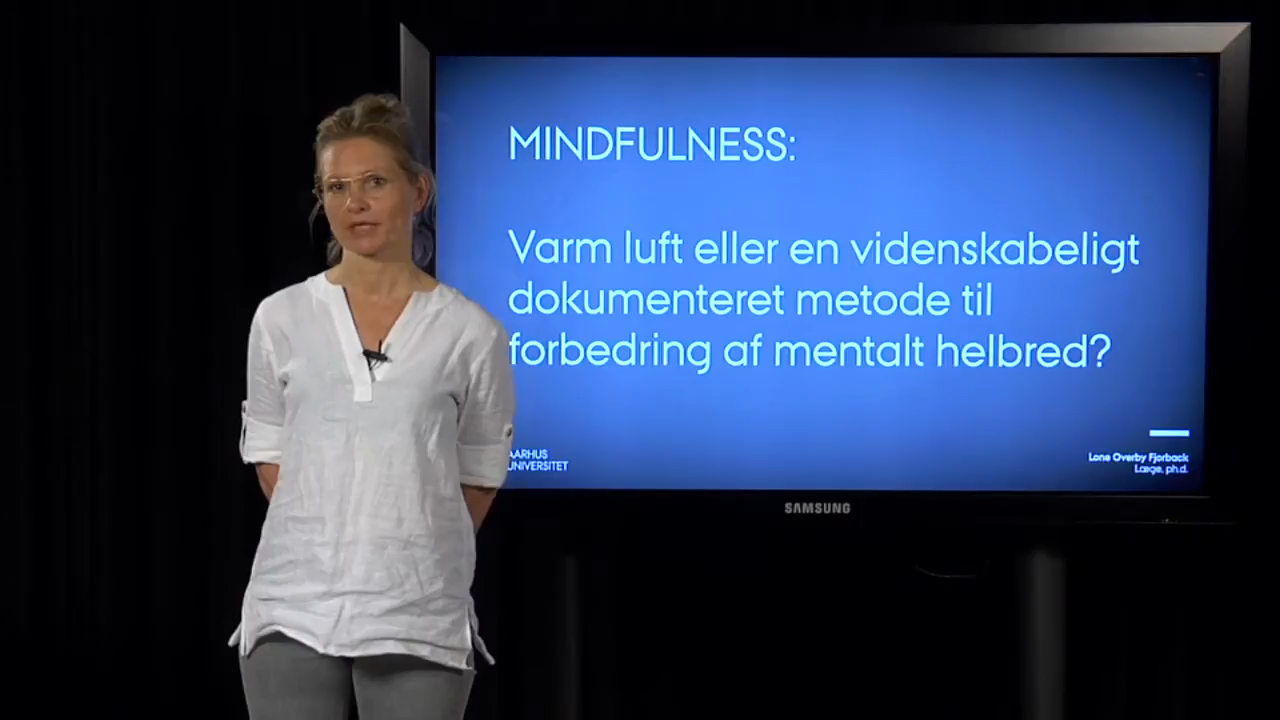 MINDFULNESS:
Varm luft eller en videnskabeligt
dokumenteret metode til
forbedring af mentalt helbred?
AARHUS
UNIVERSITET
Lone Overby Fjorback
Læge, ph.d.
SAMSUNG